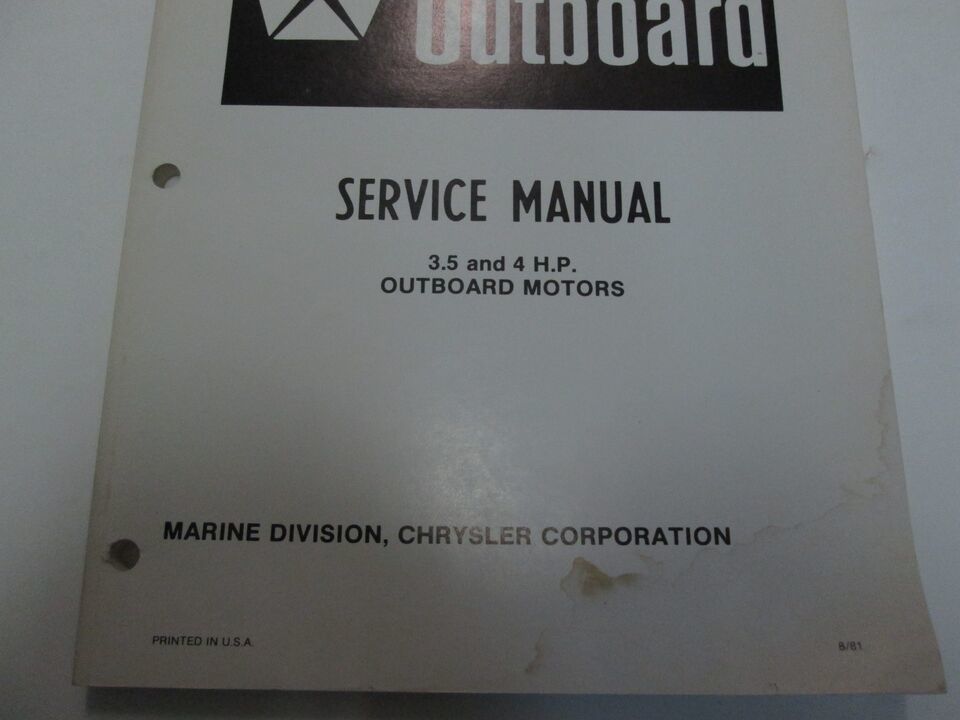 Outboard
SERVICE MANUAL
3.5 and 4 H.P.
OUTBOARD MOTORS
MARINE DIVISION, CHRYSLER CORPORATION
PRINTED IN U.S.A.
8/81